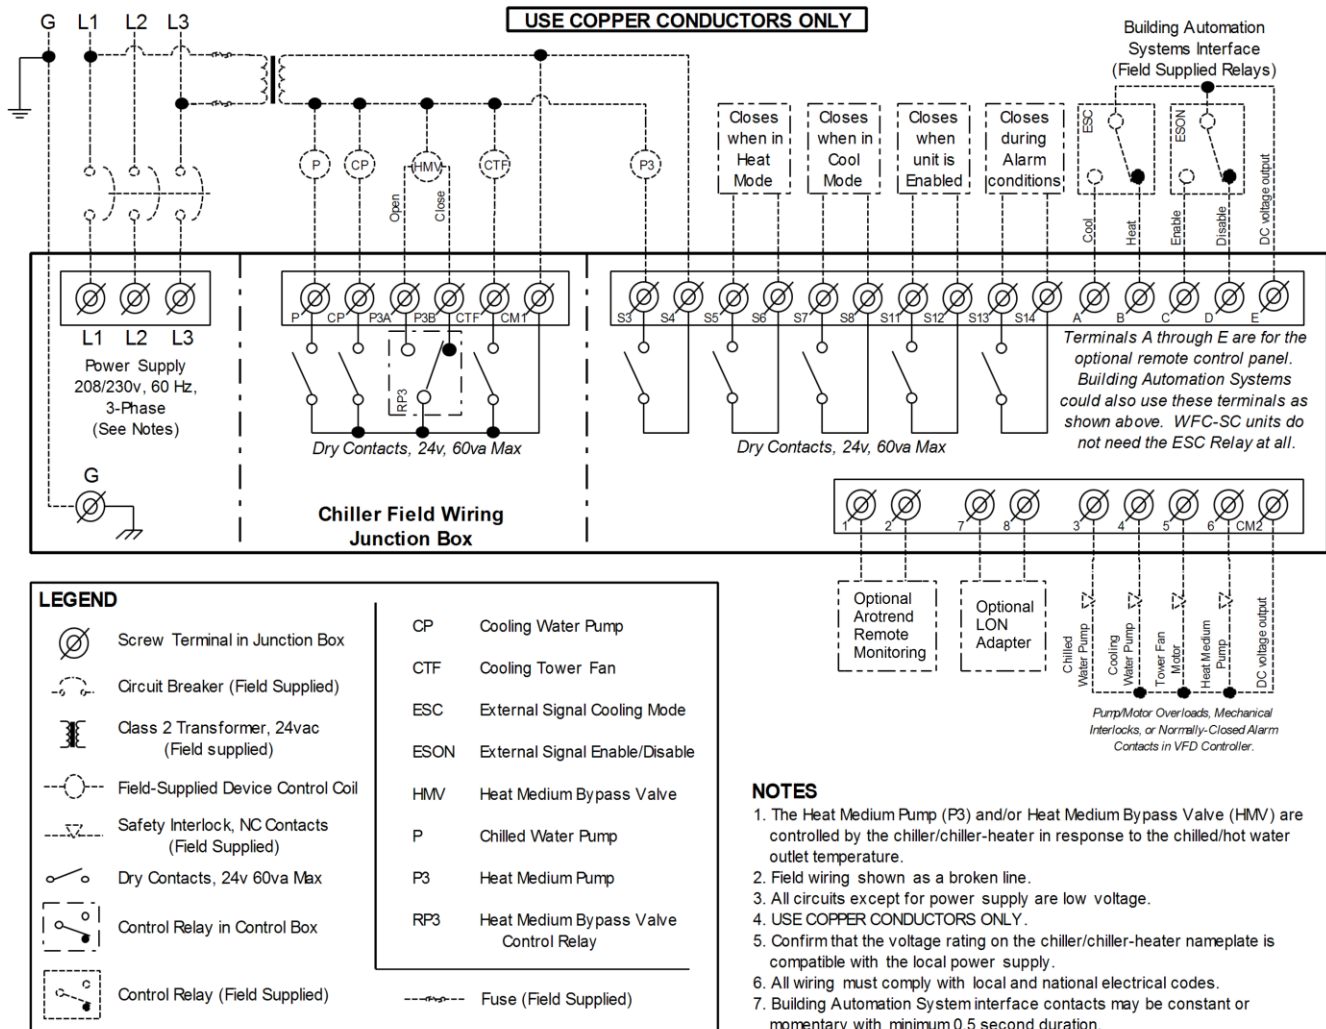 USE COPPER CONDUCTORS ONLY
G L1 L2 L3
Building Automation
Systems Interface
(Field Supplied Relays)
P
CP
HMV
CTF
P3
Open
Close
Closes
when in
Heat
Mode
Closes
when in
Cool
Mode
Closes
when
unit is
Enabled
Closes
during
Alarm
conditions
ESC
ESON
Cool
Heat
Enable
Disable
DC voltage output
L1 L2 L3
Power Supply
208/230v, 60 Hz,
3-Phase
(See Notes)
G
P CP P3A P3B CTF CM1
RP3
Dry Contacts, 24v, 60va Max
Chiller Field Wiring
Junction Box
S3 S4 S5 S6 S7 S8 S11 S12 S13 S14 A B C D E
Dry Contacts, 24v, 60va Max
Terminals A through E are for the
optional remote control panel.
Building Automation Systems
could also use these terminals as
shown above. WFC-SC units do
not need the ESC Relay at all.
1 2 7 8 3 4 5 6 CM2
Optional
Arotrend
Remote
Monitoring
Optional
LON
Adapter
Chilled
Water Pump
Cooling
Water Pump
Tower Fan
Motor
Heat Medium
Pump
DC voltage output
Pump/Motor Overloads, Mechanical
Interlocks, or Normally-Closed Alarm
Contacts in VFD Controller.
LEGEND
Screw Terminal in Junction Box
Circuit Breaker (Field Supplied)
Class 2 Transformer, 24vac
(Field supplied)
Field-Supplied Device Control Coil
Safety Interlock, NC Contacts
(Field Supplied)
Dry Contacts, 24v 60va Max
Control Relay in Control Box
Control Relay (Field Supplied)
CP Cooling Water Pump
CTF Cooling Tower Fan
ESC External Signal Cooling Mode
ESON External Signal Enable/Disable
HMV Heat Medium Bypass Valve
P Chilled Water Pump
P3 Heat Medium Pump
RP3 Heat Medium Bypass Valve
Control Relay
Fuse (Field Supplied)
NOTES
1. The Heat Medium Pump (P3) and/or Heat Medium Bypass Valve (HMV) are
controlled by the chiller/chiller-heater in response to the chilled/hot water
outlet temperature.
2. Field wiring shown as a broken line.
3. All circuits except for power supply are low voltage.
4. USE COPPER CONDUCTORS ONLY.
5. Confirm that the voltage rating on the chiller/chiller-heater nameplate is
compatible with the local power supply.
6. All wiring must comply with local and national electrical codes.
7. Building Automation System interface contacts may be constant or
momentary with minimum 0.5 second duration.